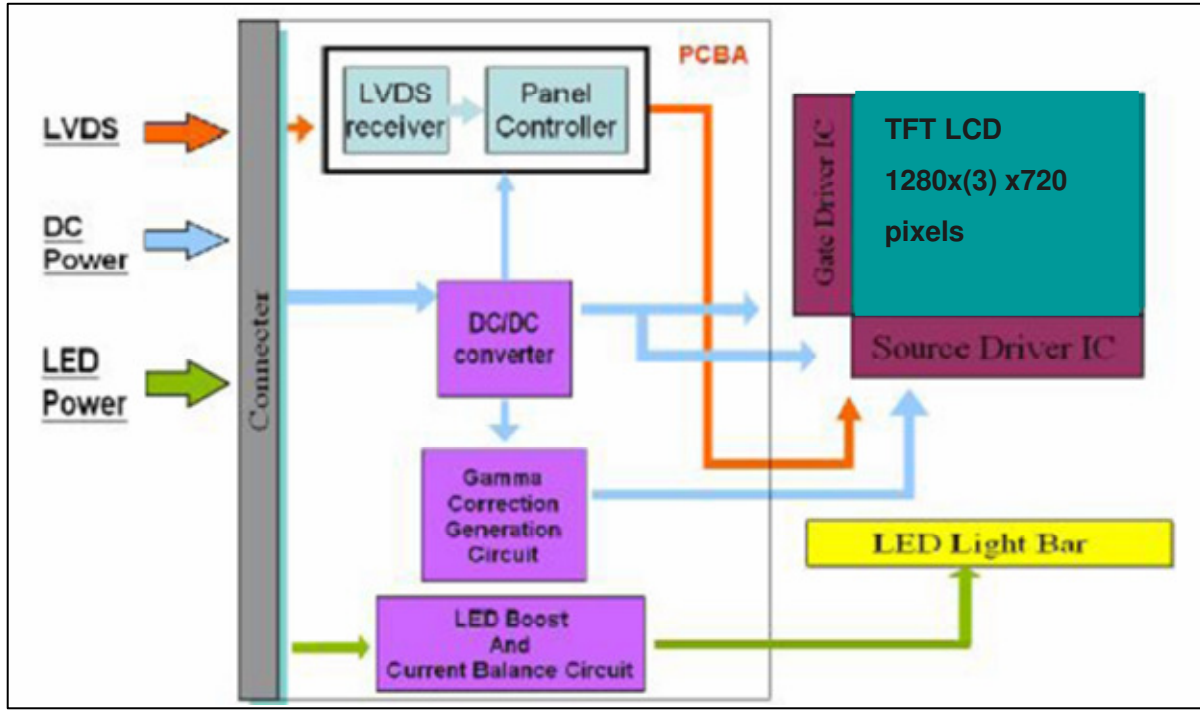 LVDS
DC
Power
LED
Power
Connecter
PCBA
LVDS
receiver
Panel
Controller
DC/DC
converter
Gamma
Correction
Generation
Circuit
LED Boost
And
Current Balance Circuit
Gate Driver IC
TFT LCD
1280x(3) x720
pixels
Source Driver IC
LED Light Bar